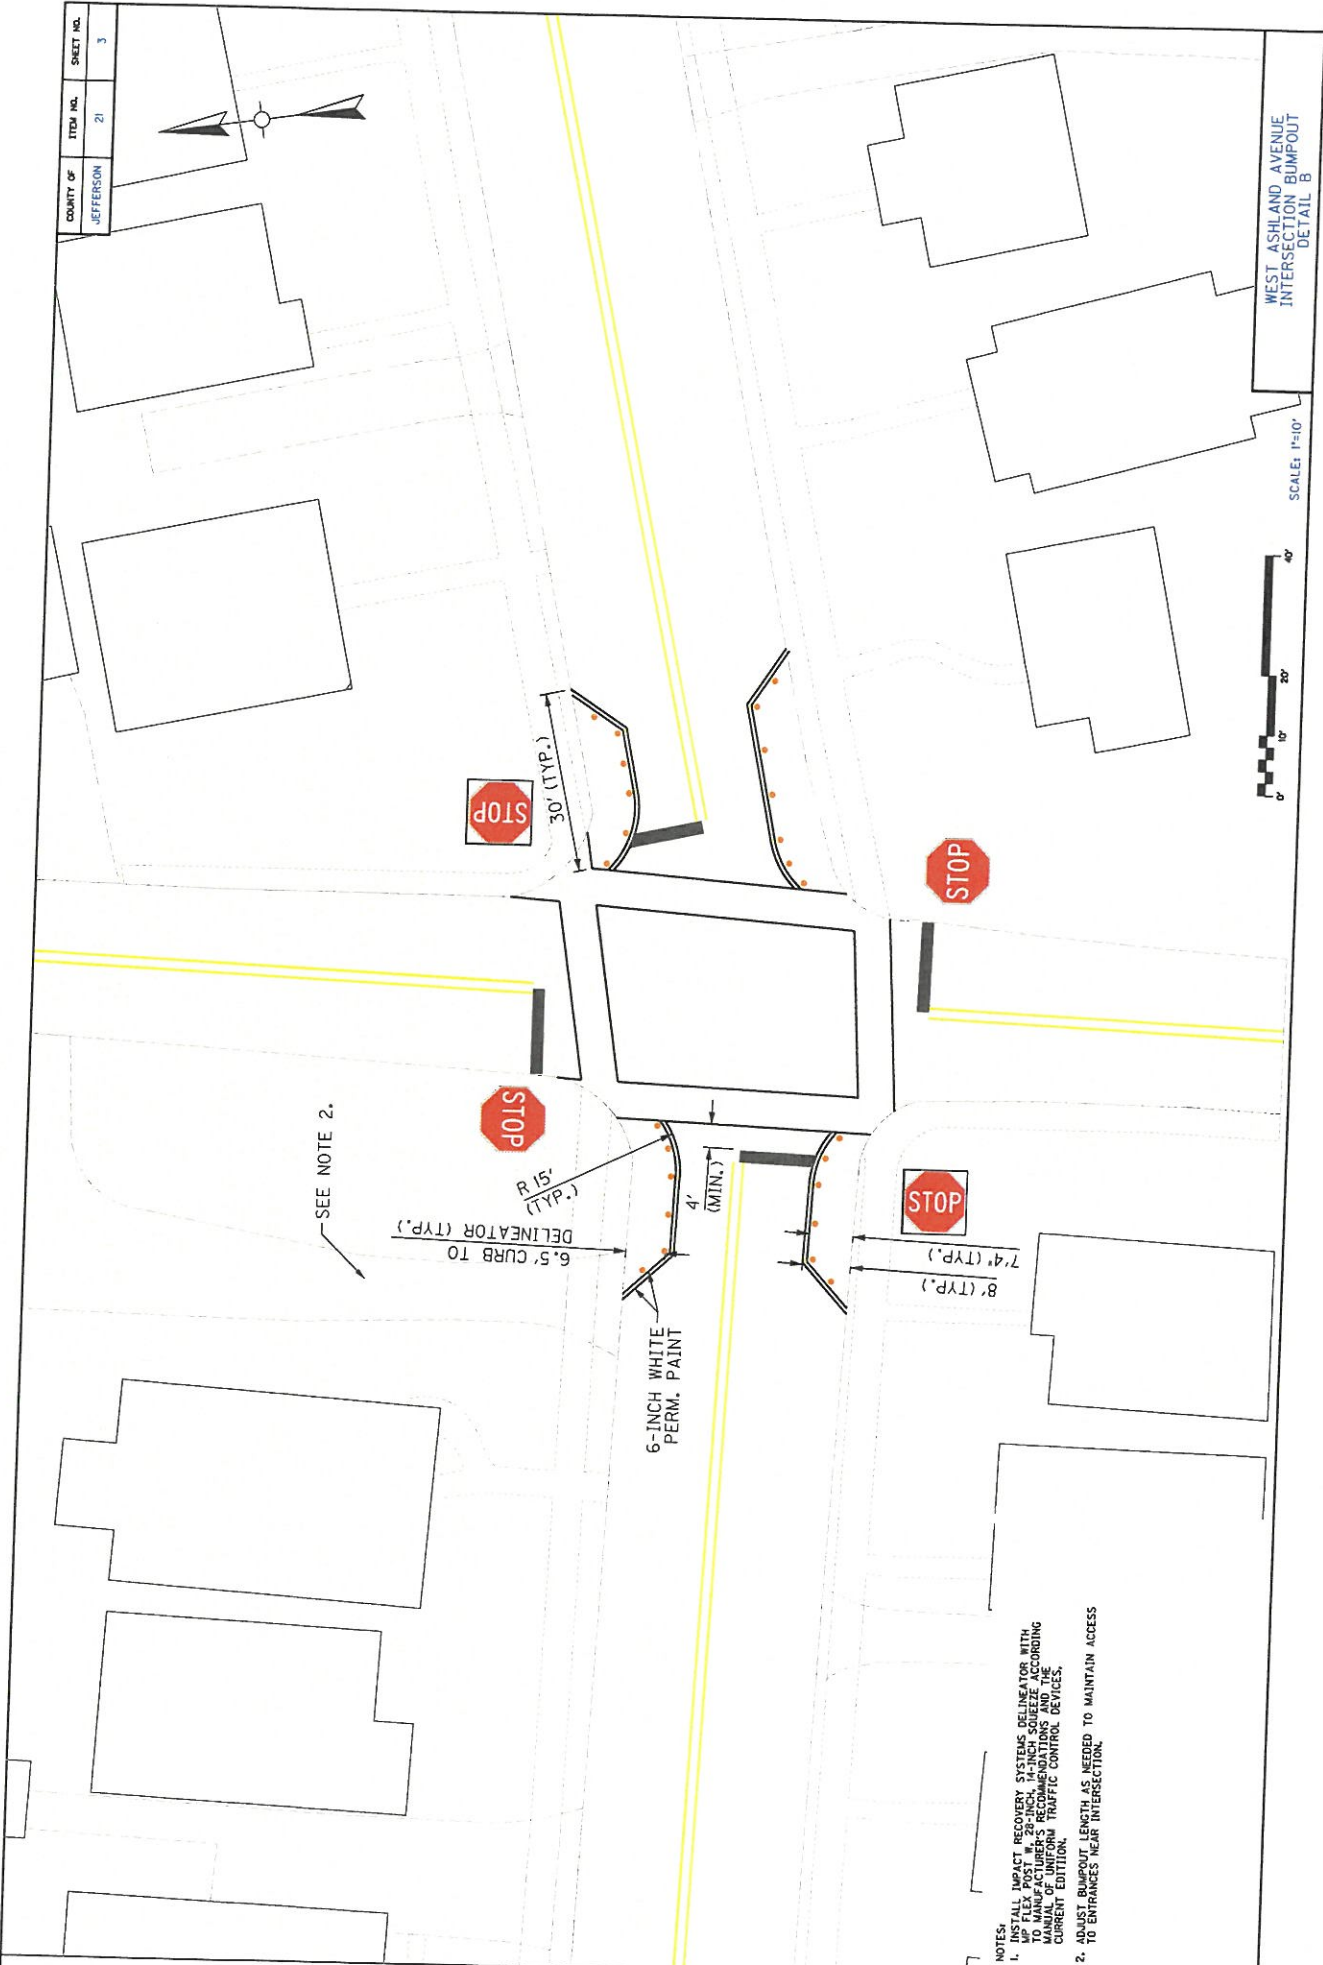 COUNTY OF ITEM NO. SHEET NO.
JEFFERSON 21 3
STOP
30' (TYP.)
STOP
STOP
SEE NOTE 2.
R 15'
(TYP.)
4'
(MIN.)
6.5' CURB TO
DELINEATOR (TYP.)
STOP
7'4" (TYP.)
8' (TYP.)
6-INCH WHITE
PERM. PAINT
NOTES:
1. INSTALL IMPACT RECOVERY SYSTEMS DELINEATOR WITH
MP FLEX POST W, 28-INCH, 14-INCH SQUEEZE ACCORDING
TO MANUFACTURER'S RECOMMENDATIONS AND THE
MANUAL OF UNIFORM TRAFFIC CONTROL DEVICES,
CURRENT EDITION.
2. ADJUST BUMPOUT LENGTH AS NEEDED TO MAINTAIN ACCESS
TO ENTRANCES NEAR INTERSECTION.
0' 10' 20' 40'
SCALE: 1"=10'
WEST ASHLAND AVENUE
INTERSECTION BUMPOUT
DETAIL B